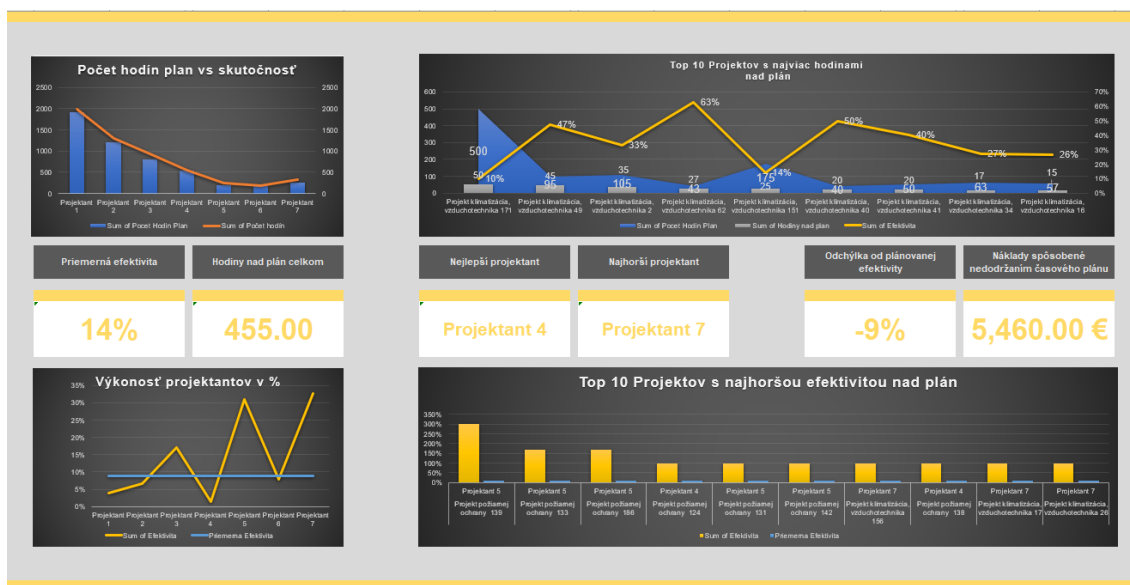 Počet hodín plan vs skutočnosť
2500
2000
1500
1000
500
0
2500
2000
1500
1000
500
0
Projektant 1
Projektant 2
Projektant 3
Projektant 4
Projektant 5
Projektant 6
Projektant 7
Sum of Pocet Hodin Plan
Sum of Počet hodín
Top 10 Projektov s najviac hodinami
nad plán
600
500
400
300
200
100
0
70%
60%
50%
40%
30%
20%
10%
0%
500
45
35
27
175
20
20
17
15
50
95
105
43
25
40
50
63
57
10%
47%
33%
63%
14%
50%
40%
27%
26%
Projekt klimatizácia,
vzduchotechnika 171
Projekt klimatizácia,
vzduchotechnika 49
Projekt klimatizácia,
vzduchotechnika 2
Projekt klimatizácia,
vzduchotechnika 62
Projekt klimatizácia,
vzduchotechnika 151
Projekt klimatizácia,
vzduchotechnika 40
Projekt klimatizácia,
vzduchotechnika 41
Projekt klimatizácia,
vzduchotechnika 34
Projekt klimatizácia,
vzduchotechnika 16
Sum of Pocet Hodin Plan
Sum of Hodiny nad plan
Sum of Efektivita
Priemerná efektivita
Hodiny nad plán celkom
Nejlepší projektant
Najhorší projektant
Odchýlka od plánovanej
efektivity
Náklady spôsobené
nedodržaním časového plánu
14%
455.00
Projektant 4
Projektant 7
-9%
5,460.00 €
Výkonosť projektantov v %
35%
30%
25%
20%
15%
10%
5%
0%
Projektant 1
Projektant 2
Projektant 3
Projektant 4
Projektant 5
Projektant 6
Projektant 7
Sum of Efektivita
Priemerna Efektivita
Top 10 Projektov s najhoršou efektivitou nad plán
350%
300%
250%
200%
150%
100%
50%
0%
Projektant 5
Projektant 5
Projektant 5
Projektant 4
Projektant 5
Projektant 5
Projektant 7
Projektant 4
Projektant 7
Projektant 7
Projekt požiarnej
ochrany 139
Projekt požiarnej
ochrany 133
Projekt požiarnej
ochrany 186
Projekt požiarnej
ochrany 124
Projekt požiarnej
ochrany 131
Projekt požiarnej
ochrany 142
Projekt klimatizácia,
vzduchotechnika
156
Projekt požiarnej
ochrany 138
Projekt klimatizácia,
vzduchotechnika 17
Projekt klimatizácia,
vzduchotechnika 26
Sum of Efektivita
Priemerna Efektivita